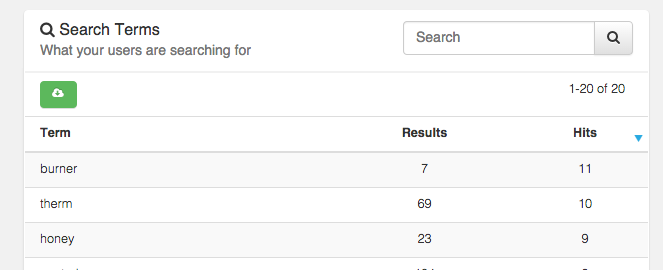 Search Terms
What your users are searching for
Search
1-20 of 20
Term Results Hits
burner 7 11
therm 69 10
honey 23 9